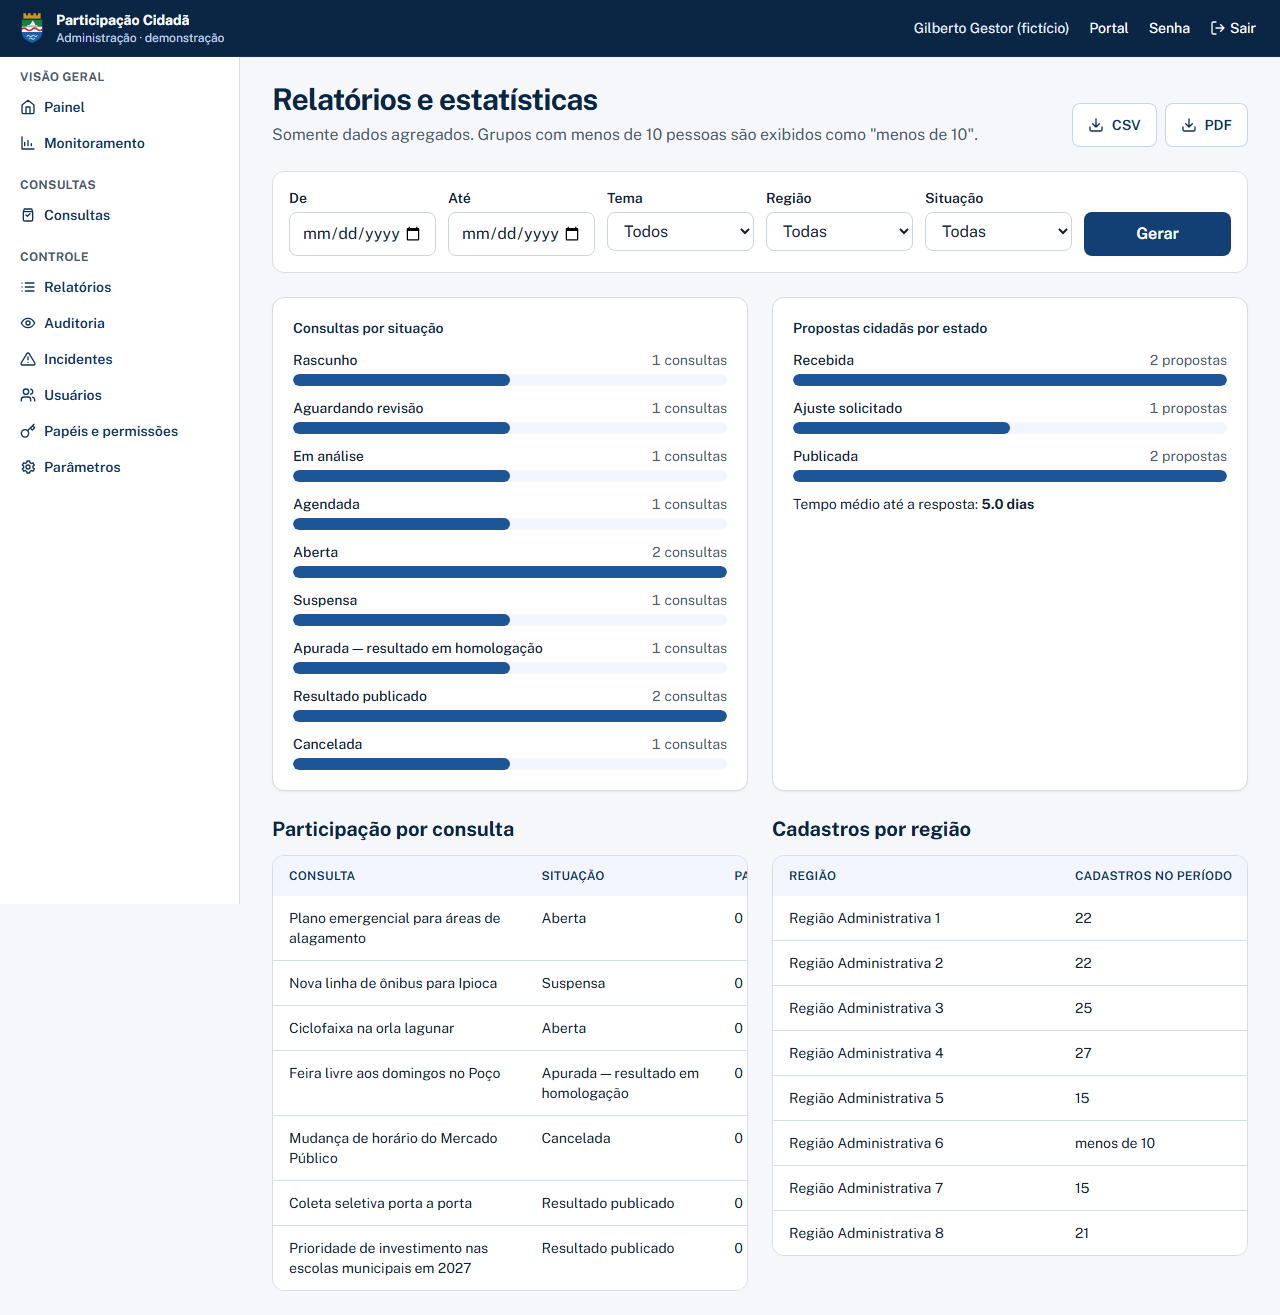 Participação Cidadã
Administração · demonstração
Gilberto Gestor (fictício)
Portal
Senha
Sair
VISÃO GERAL
Painel
Monitoramento
CONSULTAS
Consultas
CONTROLE
Relatórios
Auditoria
Incidentes
Usuários
Papéis e permissões
Parâmetros
Relatórios e estatísticas
Somente dados agregados. Grupos com menos de 10 pessoas são exibidos como "menos de 10".
CSV
PDF
De
Até
Tema
Região
Situação
mm/dd/yyyy
mm/dd/yyyy
Todos
Todas
Todas
Gerar
Consultas por situação
Rascunho 1 consultas
Aguardando revisão 1 consultas
Em análise 1 consultas
Agendada 1 consultas
Aberta 2 consultas
Suspensa 1 consultas
Apurada — resultado em homologação 1 consultas
Resultado publicado 2 consultas
Cancelada 1 consultas
Propostas cidadãs por estado
Recebida 2 propostas
Ajuste solicitado 1 propostas
Publicada 2 propostas
Tempo médio até a resposta: 5.0 dias
Participação por consulta
CONSULTA SITUAÇÃO PA
Plano emergencial para áreas de
alagamento
Aberta 0
Nova linha de ônibus para Ipioca Suspensa 0
Ciclofaixa na orla lagunar Aberta 0
Feira livre aos domingos no Poço
Apurada — resultado em
homologação
0
Mudança de horário do Mercado
Público
Cancelada 0
Coleta seletiva porta a porta Resultado publicado 0
Prioridade de investimento nas
escolas municipais em 2027
Resultado publicado 0
Cadastros por região
REGIÃO CADASTROS NO PERÍODO
Região Administrativa 1 22
Região Administrativa 2 22
Região Administrativa 3 25
Região Administrativa 4 27
Região Administrativa 5 15
Região Administrativa 6 menos de 10
Região Administrativa 7 15
Região Administrativa 8 21